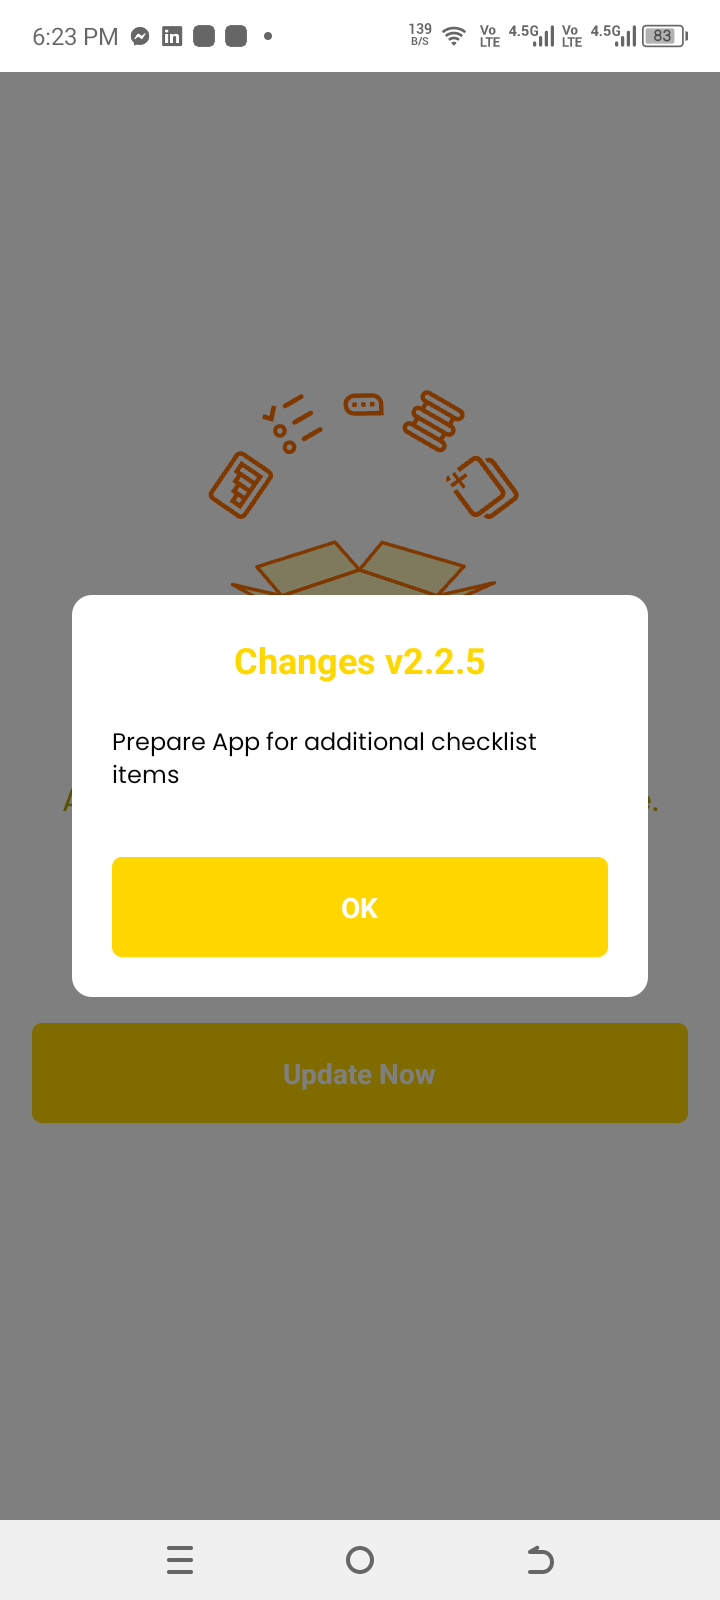 6:23 PM
139
B/S
Vo
LTE
4.5G
Vo
LTE
4.5G
83
Changes v2.2.5
Prepare App for additional checklist
items
OK
Update Now